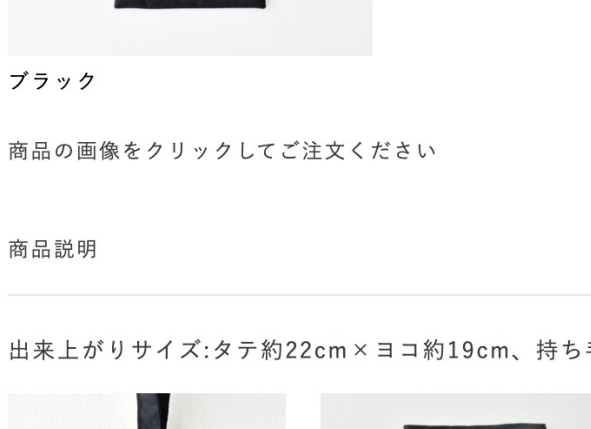 ブラック
商品の画像をクリックしてご注文ください
商品説明
出来上がりサイズ:タテ約22cm×ヨコ約19cm、持ち